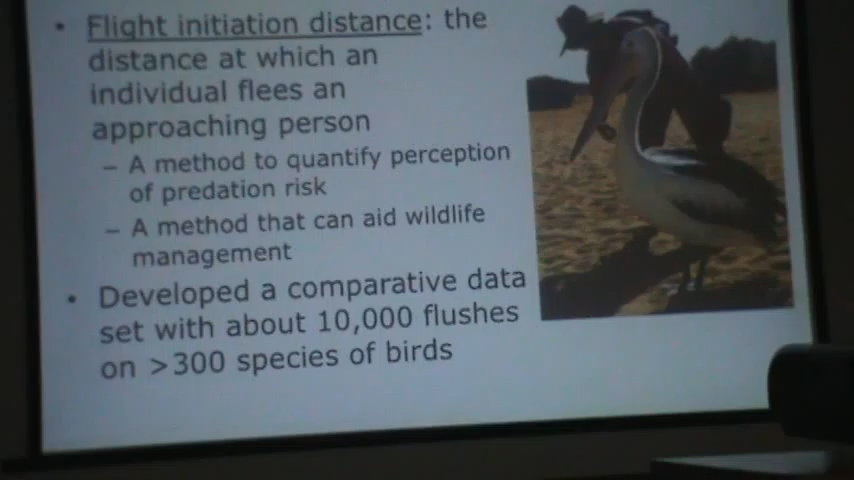 • Flight initiation distance: the
distance at which an
individual flees an
approaching person
– A method to quantify perception
of predation risk
– A method that can aid wildlife
management
• Developed a comparative data
set with about 10,000 flushes
on >300 species of birds